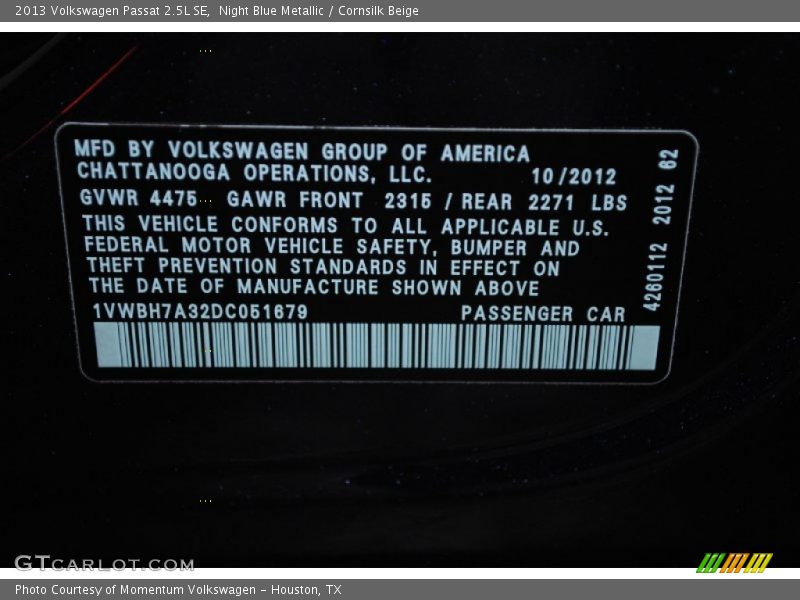 2013 Volkswagen Passat 2.5L SE,  Night Blue Metallic / Cornsilk Beige
MFD BY VOLKSWAGEN GROUP OF AMERICA
CHATTANOOGA OPERATIONS, LLC. 10/2012
GVWR 4475 GAWR FRONT 2315 / REAR 2271 LBS
THIS VEHICLE CONFORMS TO ALL APPLICABLE U.S.
FEDERAL MOTOR VEHICLE SAFETY, BUMPER AND
THEFT PREVENTION STANDARDS IN EFFECT ON
THE DATE OF MANUFACTURE SHOWN ABOVE
1VWBH7A32DC051679 PASSENGER CAR
4260112 2012 62
GTCARLOT.COM
Photo Courtesy of Momentum Volkswagen - Houston, TX